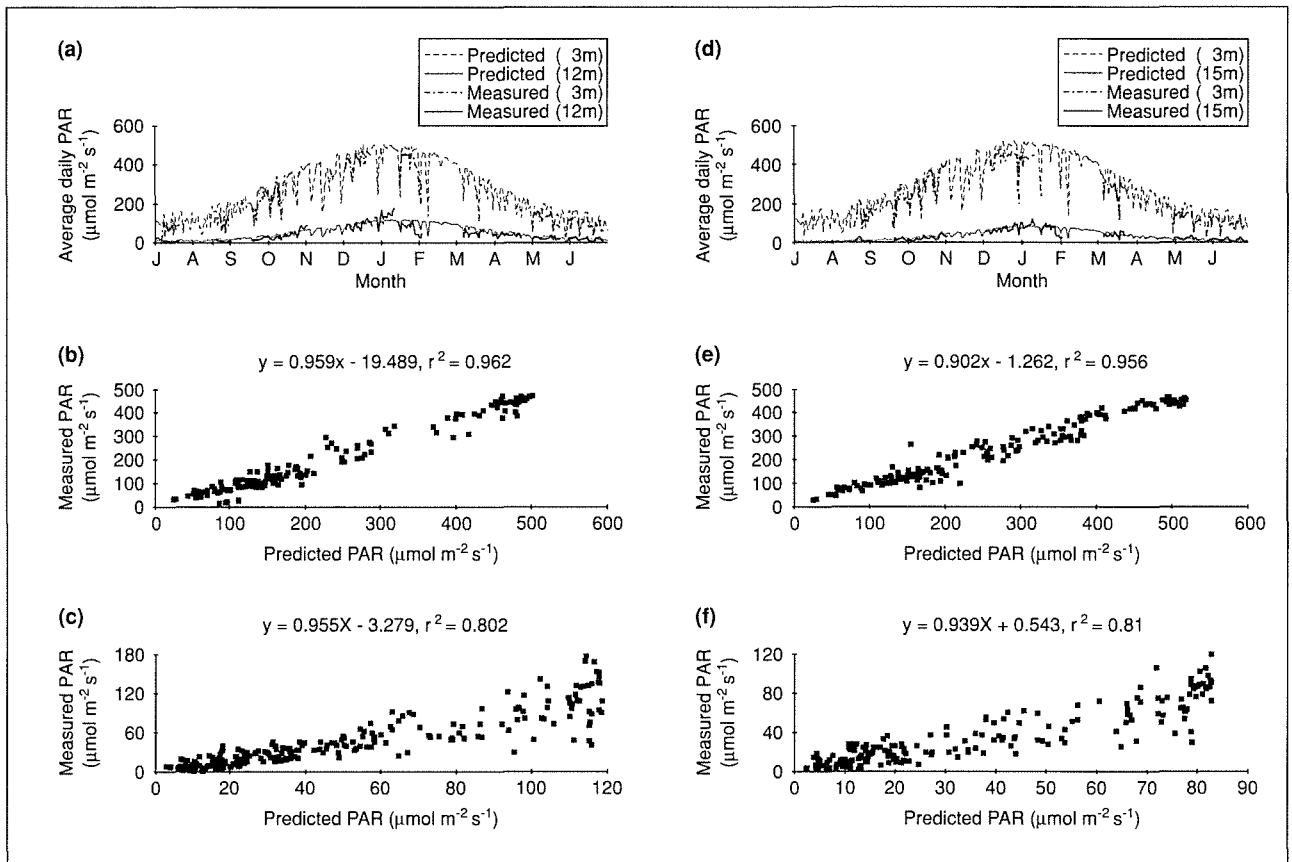 (a)
Predicted ( 3m)
Predicted (12m)
Measured ( 3m)
Measured (12m)
Average daily PAR
(µmol m⁻² s⁻¹)
600
400
200
0
J A S O N D J F M A M J
Month
(b)
y = 0.959x - 19.489, r² = 0.962
Measured PAR
(µmol m⁻² s⁻¹)
500
400
300
200
100
0
0 100 200 300 400 500 600
Predicted PAR (µmol m⁻² s⁻¹)
(c)
y = 0.955X - 3.279, r² = 0.802
Measured PAR
(µmol m⁻² s⁻¹)
180
120
60
0
0 20 40 60 80 100 120
Predicted PAR (µmol m⁻² s⁻¹)
(d)
Predicted ( 3m)
Predicted (15m)
Measured ( 3m)
Measured (15m)
Average daily PAR
(µmol m⁻² s⁻¹)
600
400
200
0
J A S O N D J F M A M J
Month
(e)
y = 0.902x - 1.262, r² = 0.956
Measured PAR
(µmol m⁻² s⁻¹)
500
400
300
200
100
0
0 100 200 300 400 500 600
Predicted PAR (µmol m⁻² s⁻¹)
(f)
y = 0.939X + 0.543, r² = 0.81
Measured PAR
(µmol m⁻² s⁻¹)
120
80
40
0
0 10 20 30 40 50 60 70 80 90
Predicted PAR (µmol m⁻² s⁻¹)